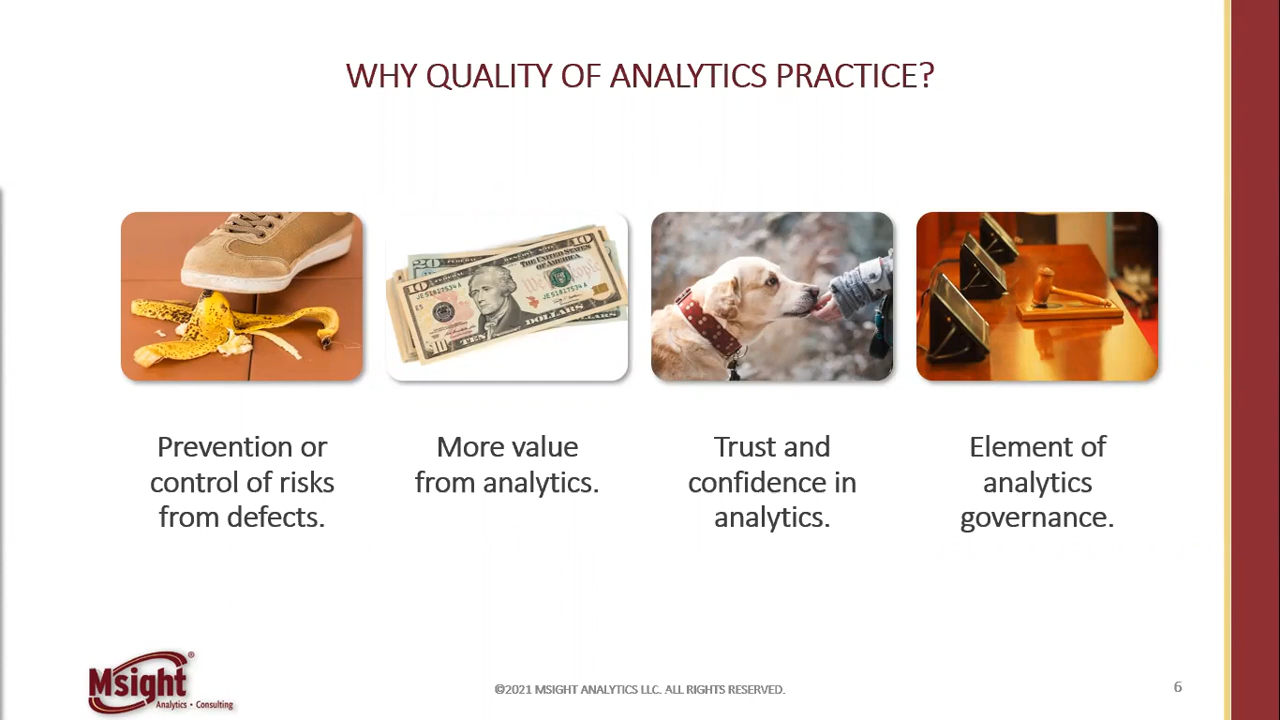 WHY QUALITY OF ANALYTICS PRACTICE?
Prevention or
control of risks
from defects.
More value
from analytics.
Trust and
confidence in
analytics.
Element of
analytics
governance.
Msight®
Analytics • Consulting
©2021 MSIGHT ANALYTICS LLC. ALL RIGHTS RESERVED.
6